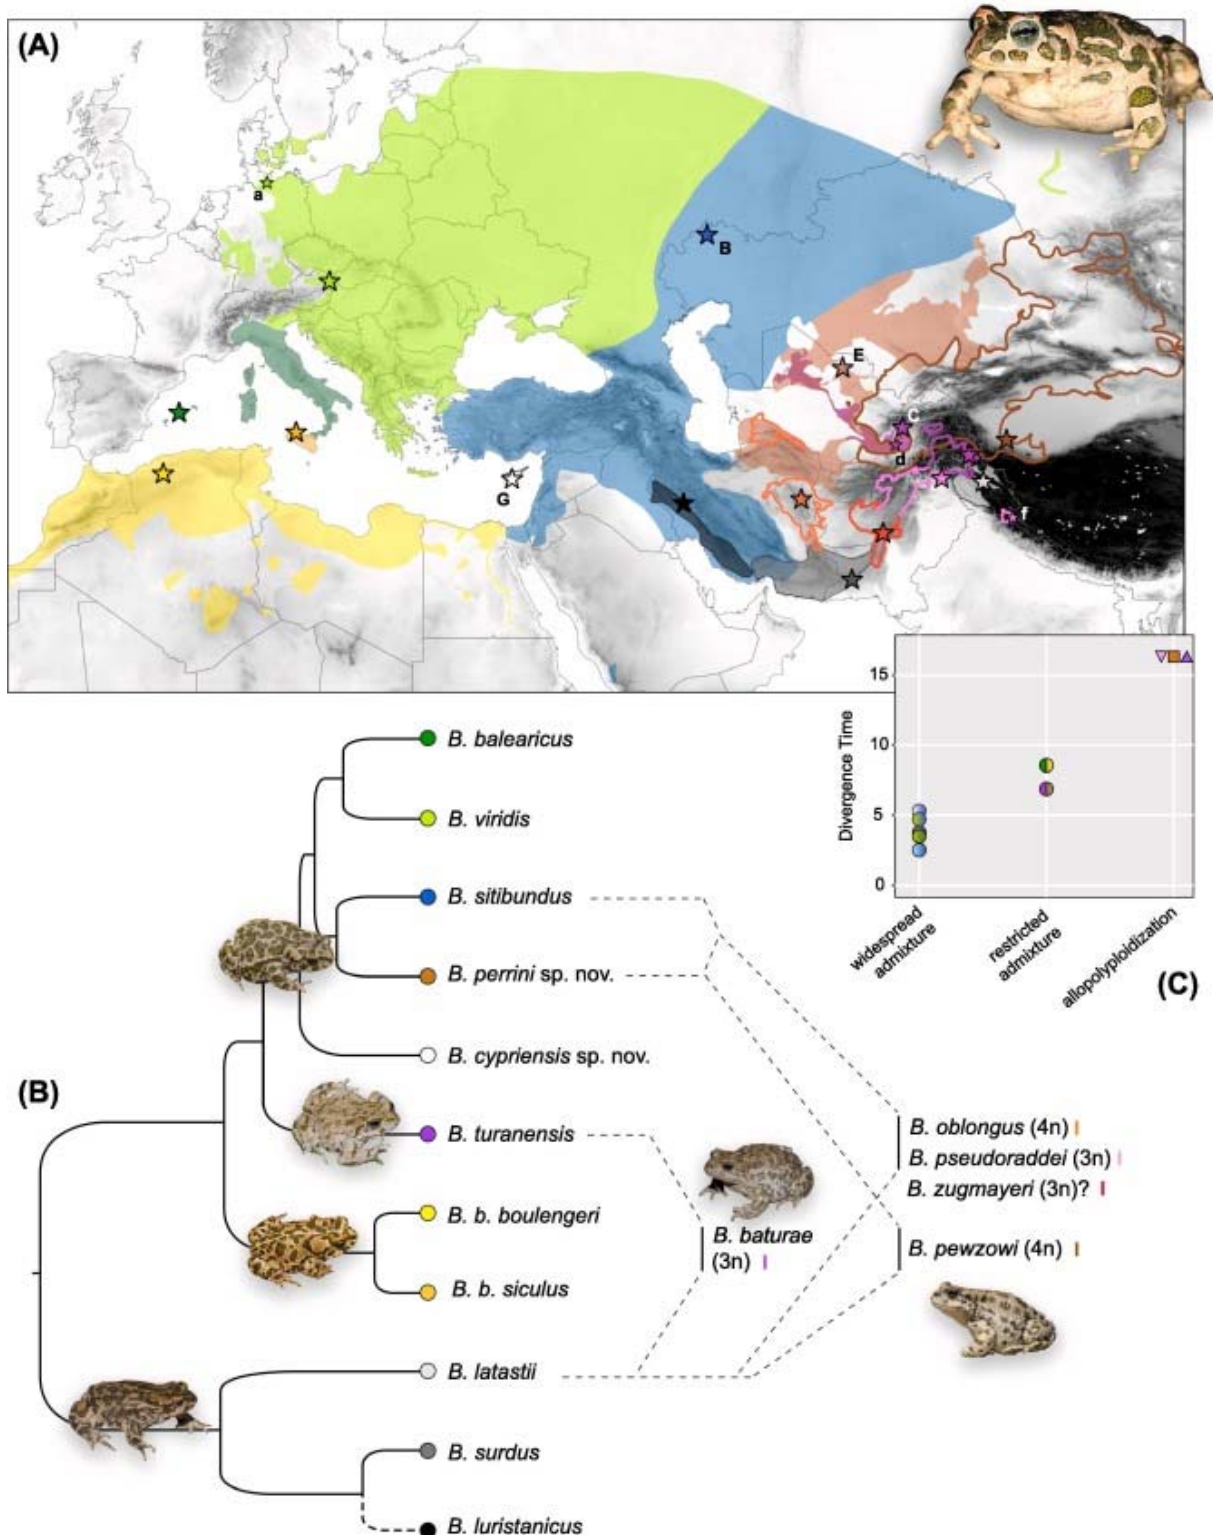 (A)
a
B
E
C
d
G
f
15
10
5
0
Divergence Time
widespread
admixture
restricted
admixture
allopolyploidization
(C)
B. balearicus
B. viridis
B. sitibundus
B. perrini sp. nov.
B. cypriensis sp. nov.
(B)
B. turanensis
B. oblongus (4n)
B. pseudoraddei (3n)
B. zugmayeri (3n)?
B. b. boulengeri
B. baturae
(3n)
B. pewzowi (4n)
B. b. siculus
B. latastii
B. surdus
B. luristanicus